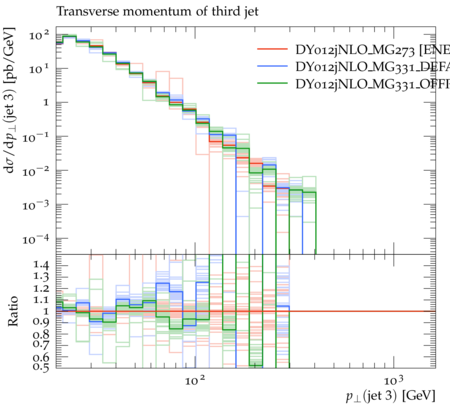 Transverse momentum of third jet
dσ/dp⊥(jet 3) [pb/GeV]
10²
10
1
10⁻¹
10⁻²
10⁻³
10⁻⁴
DY012jNLO_MG273 [ENE
DY012jNLO_MG331_DEFA
DY012jNLO_MG331_OFFI
Ratio
1.4
1.3
1.2
1.1
1
0.9
0.8
0.7
0.6
0.5
10²
10³
p⊥(jet 3) [GeV]